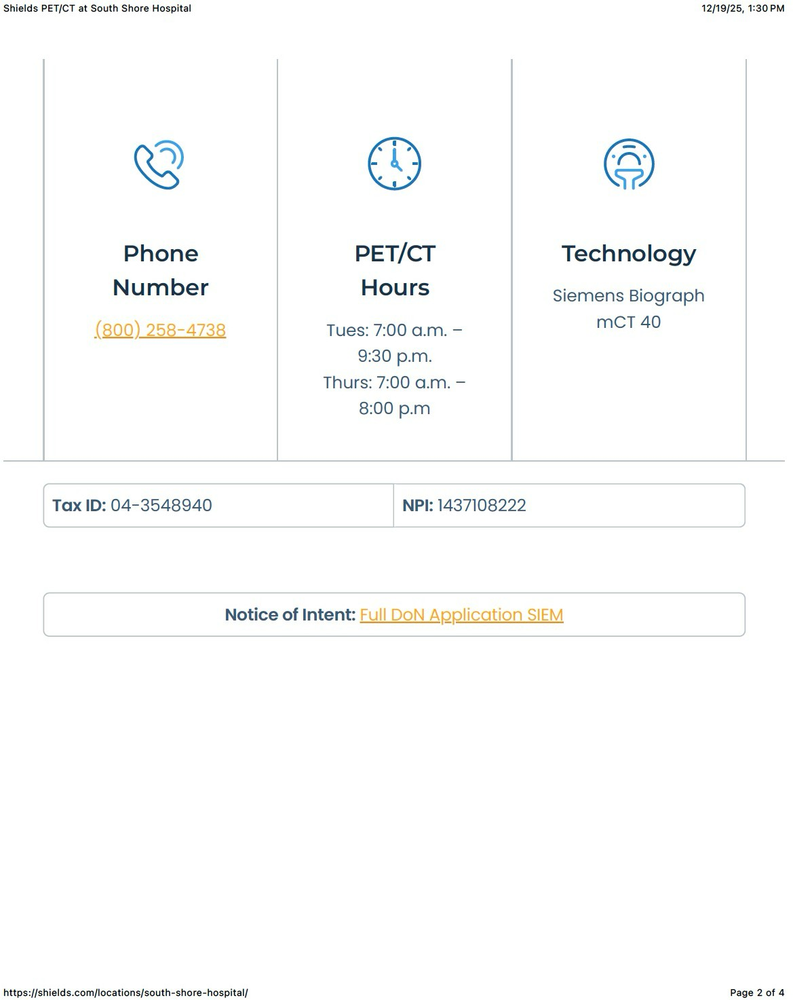 Shields PET/CT at South Shore Hospital
12/19/25, 1:30 PM
Phone
Number
(800) 258-4738
PET/CT
Hours
Tues: 7:00 a.m. –
9:30 p.m.
Thurs: 7:00 a.m. –
8:00 p.m
Technology
Siemens Biograph
mCT 40
Tax ID: 04-3548940
NPI: 1437108222
Notice of Intent: Full DoN Application SIEM
https://shields.com/locations/south-shore-hospital/
Page 2 of 4